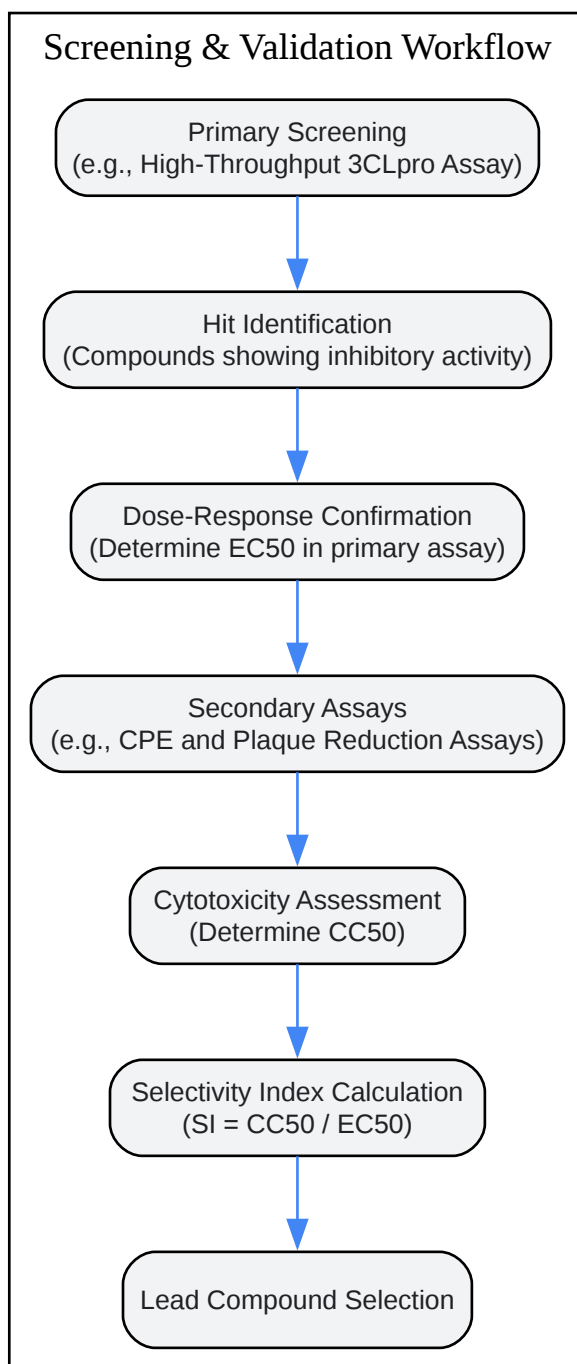 Screening & Validation Workflow
Primary Screening
(e.g., High-Throughput 3CLpro Assay)
Hit Identification
(Compounds showing inhibitory activity)
Dose-Response Confirmation
(Determine EC50 in primary assay)
Secondary Assays
(e.g., CPE and Plaque Reduction Assays)
Cytotoxicity Assessment
(Determine CC50)
Selectivity Index Calculation
(SI = CC50 / EC50)
Lead Compound Selection